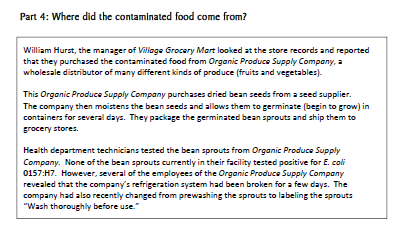 Part 4: Where did the contaminated food come from?
William Hurst, the manager of Village Grocery Mart looked at the store records and reported
that they purchased the contaminated food from Organic Produce Supply Company, a
wholesale distributor of many different kinds of produce (fruits and vegetables).
This Organic Produce Supply Company purchases dried bean seeds from a seed supplier.
The company then moistens the bean seeds and allows them to germinate (begin to grow) in
containers for several days. They package the germinated bean sprouts and ship them to
grocery stores.
Health department technicians tested the bean sprouts from Organic Produce Supply
Company. None of the bean sprouts currently in their facility tested positive for E. coli
0157:H7. However, several of the employees of the Organic Produce Supply Company
revealed that the company's refrigeration system had been broken for a few days. The
company had also recently changed from prewashing the sprouts to labeling the sprouts
"Wash thoroughly before use."